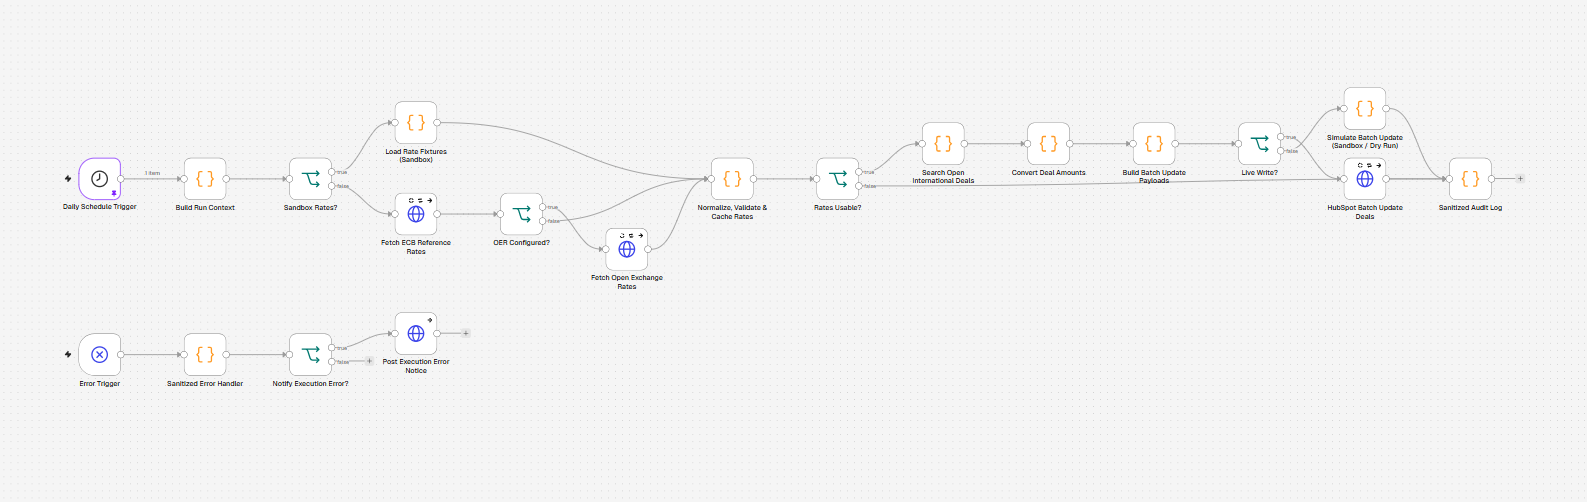 Simulate Batch Update
(Sandbox / Dry Run)
true
false
Load Rate Fixtures
(Sandbox)
Search Open
International Deals
Convert Deal Amounts
Build Batch Update
Payloads
Live Write?
true
false
1 item
Daily Schedule Trigger
Build Run Context
Sandbox Rates?
true
false
Normalize, Validate &
Cache Rates
Rates Usable?
true
false
HubSpot Batch Update
Deals
Sanitized Audit Log
Fetch ECB Reference
Rates
OER Configured?
true
false
Fetch Open Exchange
Rates
Error Trigger
Sanitized Error Handler
Notify Execution Error?
true
false
Post Execution Error
Notice